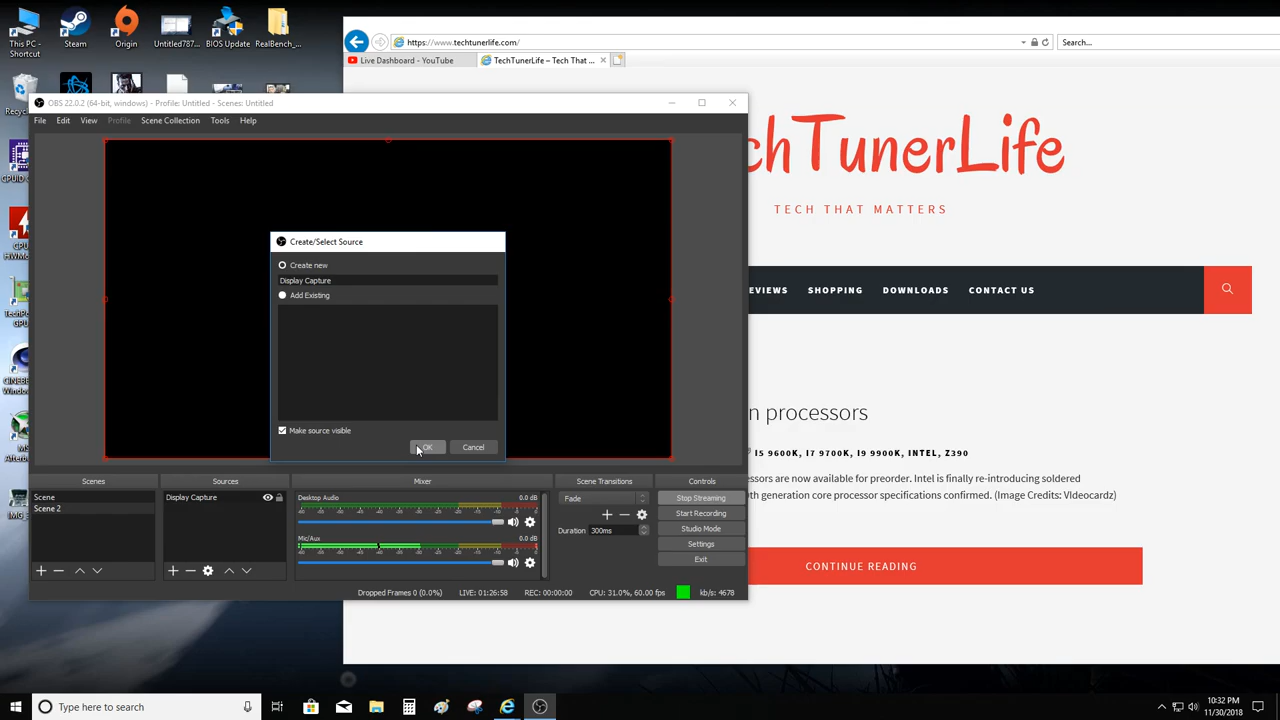 This PC - Shortcut
Steam
Origin
Untitled787...
BIOS Update
RealBench_...
https://www.techtunerlife.com/
Search...
Live Dashboard - YouTube
TechTunerLife – Tech That ...
OBS 22.0.2 (64-bit, windows) - Profile: Untitled - Scenes: Untitled
File Edit View Profile Scene Collection Tools Help
chTunerLife
TECH THAT MATTERS
EVIEWS SHOPPING DOWNLOADS CONTACT US
Create/Select Source
Create new
Display Capture
Add Existing
Make source visible
OK Cancel
n processors
I5 9600K, I7 9700K, I9 9900K, INTEL, Z390
essors are now available for preorder. Intel is finally re-introducing soldered
th generation core processor specifications confirmed. (Image Credits: VIdeocardz)
CONTINUE READING
Scenes
Scene
Scene 2
Sources
Display Capture
Mixer
Desktop Audio 0.0 dB
Mic/Aux 0.0 dB
Scene Transitions
Fade
Duration 300ms
Controls
Stop Streaming
Start Recording
Studio Mode
Settings
Exit
Dropped Frames 0 (0.0%) LIVE: 01:26:58 REC: 00:00:00 CPU: 31.0%, 60.00 fps kb/s: 4678
Type here to search
10:32 PM
11/30/2018